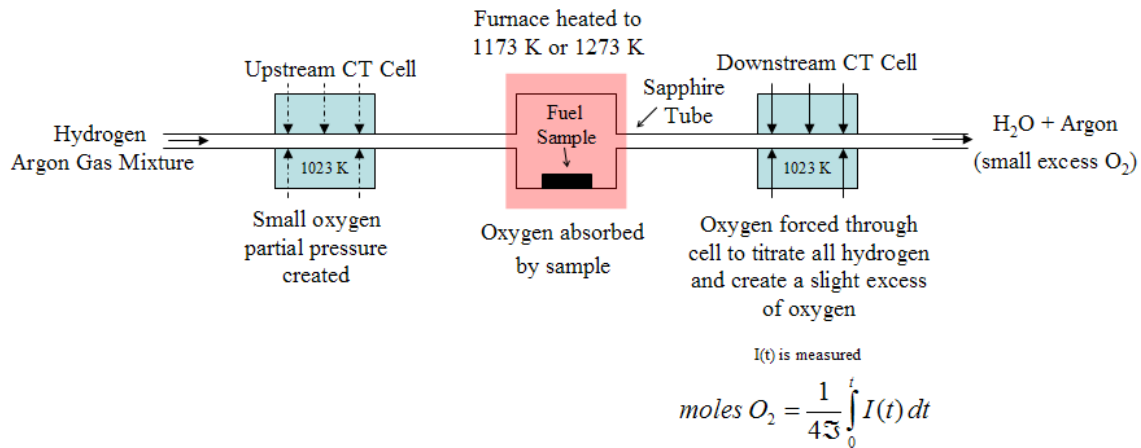 Furnace heated to
1173 K or 1273 K
Upstream CT Cell
Downstream CT Cell
Sapphire
Tube
Fuel
Sample
Hydrogen
Argon Gas Mixture
1023 K
1023 K
H₂O + Argon
(small excess O₂)
Small oxygen
partial pressure
created
Oxygen absorbed
by sample
Oxygen forced through
cell to titrate all hydrogen
and create a slight excess
of oxygen
I(t) is measured
moles O₂ = \frac{1}{4ℑ} \int_0^t I(t) dt